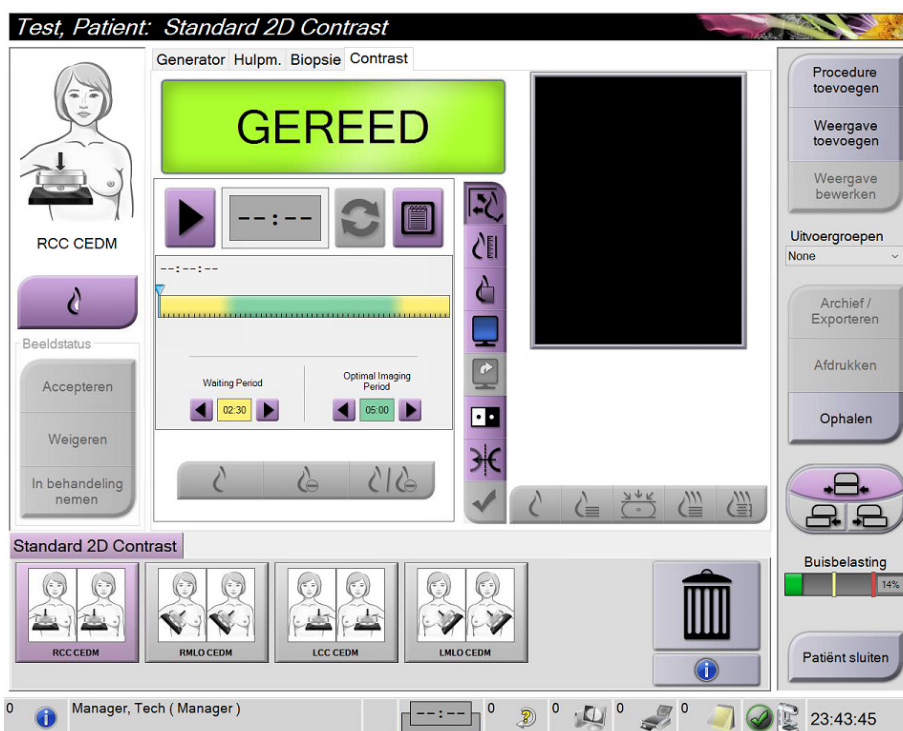 Test, Patient: Standard 2D Contrast
Generator Hulpm. Biopsie Contrast
GEREED
--:--
RCC CEDM
--:--:--
Waiting Period
02:30
Optimal Imaging
Period
05:00
Beeldstatus
Accepteren
Weigeren
In behandeling
nemen
Procedure
toevoegen
Weergave
toevoegen
Weergave
bewerken
Uitvoergroepen
None
Archief /
Exporteren
Afdrukken
Ophalen
Buisbelasting
14%
Patiënt sluiten
Standard 2D Contrast
RCC CEDM
RMLO CEDM
LCC CEDM
LMLO CEDM
0
Manager, Tech ( Manager )
--:--
0
0
0
0
23:43:45